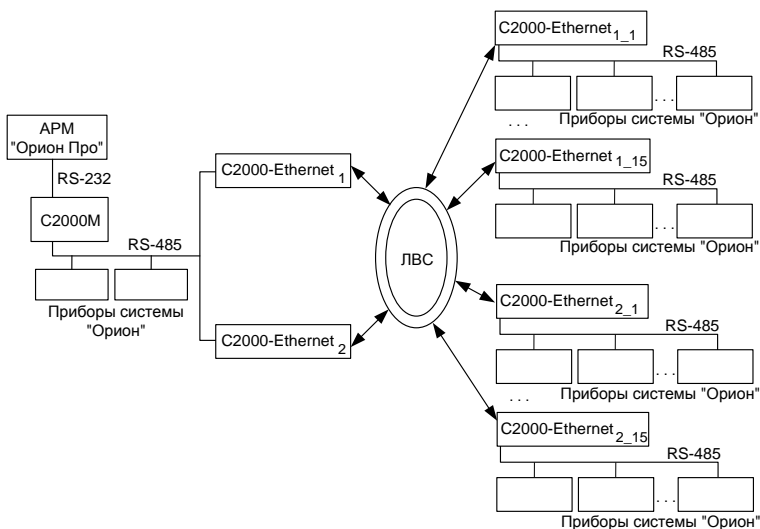 АРМ
"Орион Про"
RS-232
С2000М
RS-485
Приборы системы
"Орион"
С2000-Ethernet 1
С2000-Ethernet 2
ЛВС
С2000-Ethernet 1_1
RS-485
...
Приборы системы "Орион"
...
С2000-Ethernet 1_15
RS-485
...
Приборы системы "Орион"
С2000-Ethernet 2_1
RS-485
...
Приборы системы "Орион"
...
С2000-Ethernet 2_15
RS-485
...
Приборы системы "Орион"